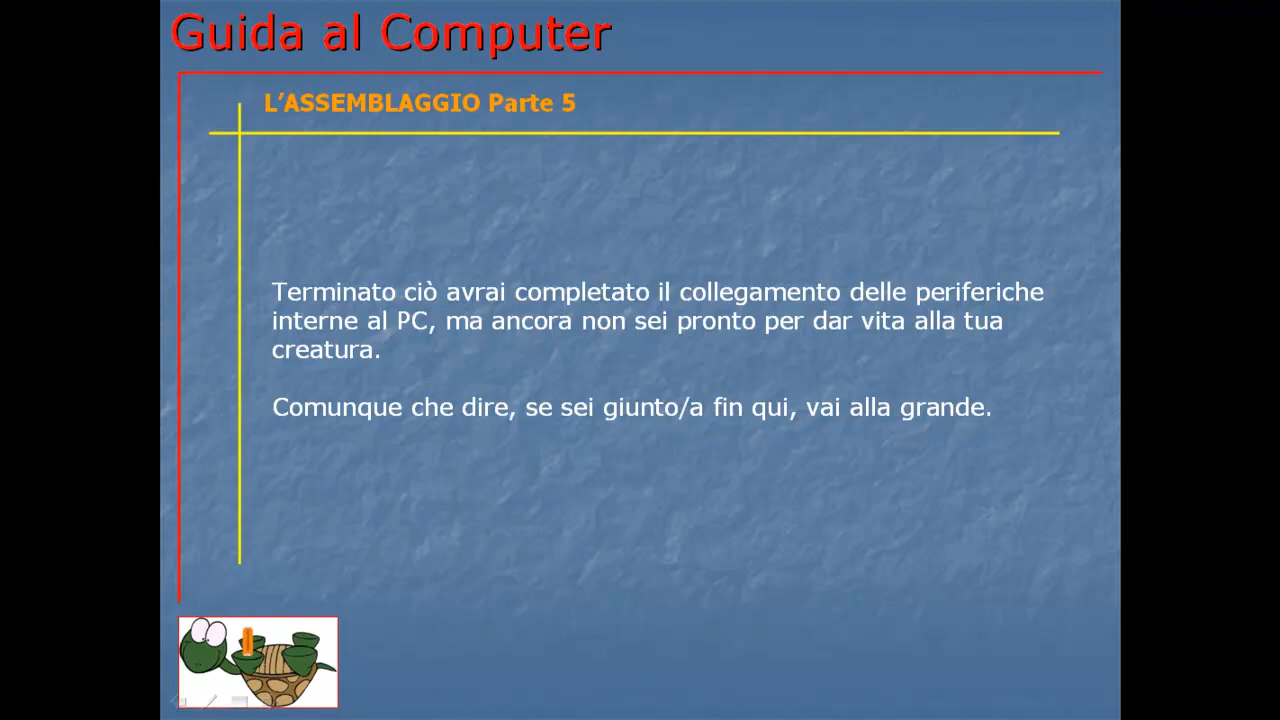 Guida al Computer
L’ASSEMBLAGGIO Parte 5
Terminato ciò avrai completato il collegamento delle periferiche
interne al PC, ma ancora non sei pronto per dar vita alla tua
creatura.
Comunque che dire, se sei giunto/a fin qui, vai alla grande.